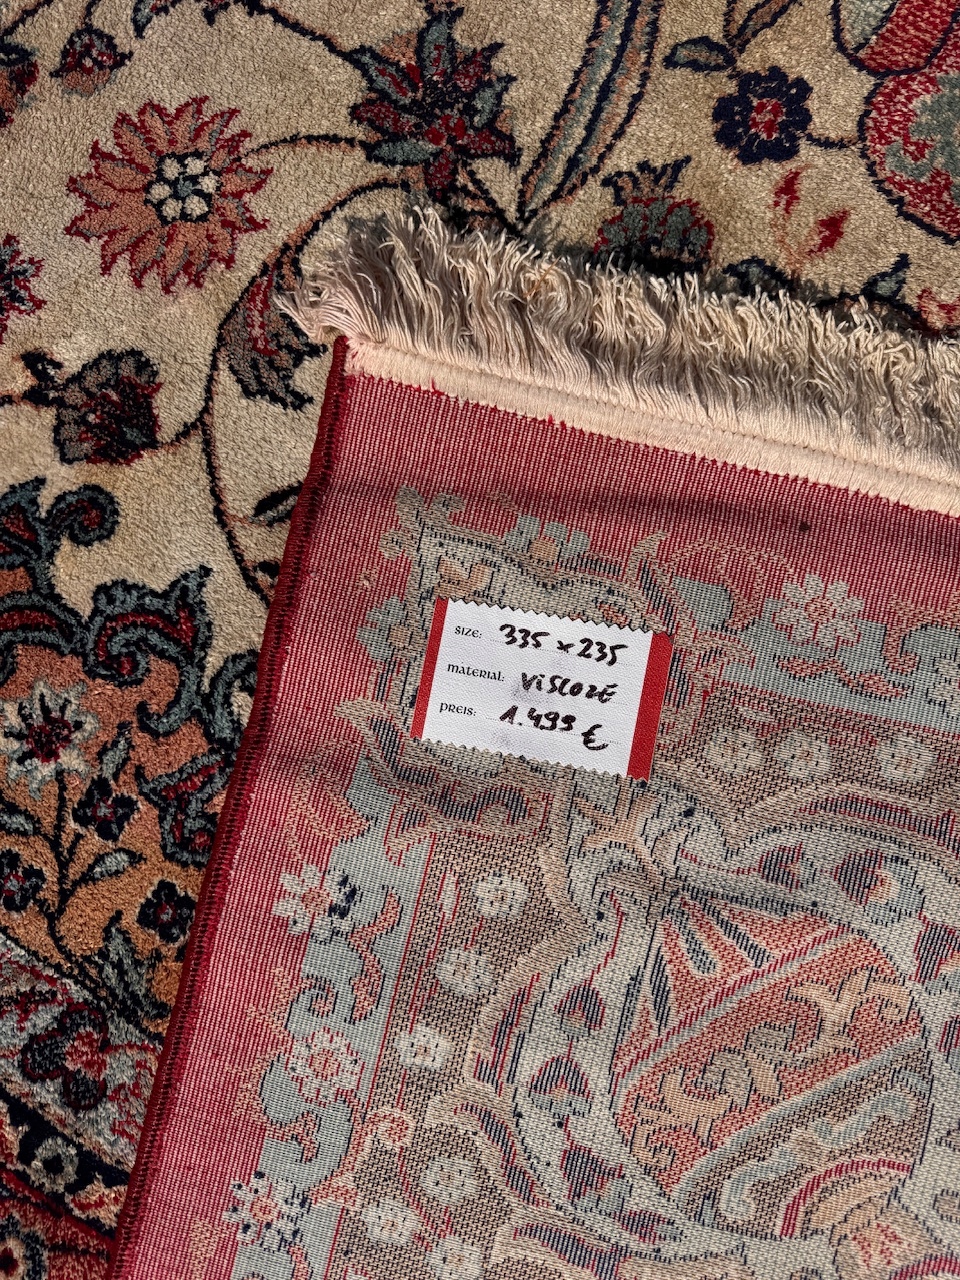 SIZE: 335 x 235
MATERIAL: VISCOZE
PREIS: 1.499 €